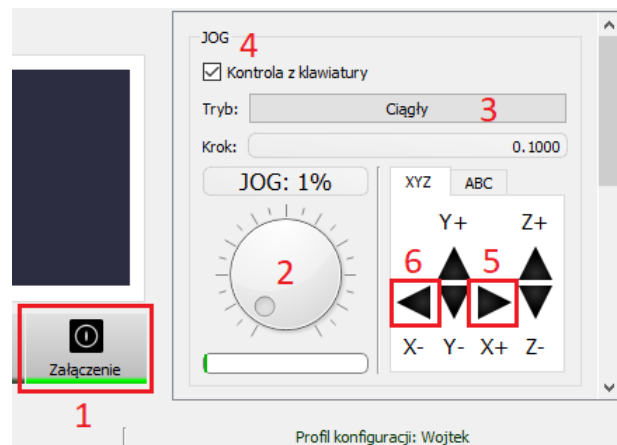 JOG
4
Kontrola z klawiatury
Tryb: Ciągły 3
Krok: 0.1000
JOG: 1%
XYZ ABC
Y+ Z+
2
6 5
X- Y- X+ Z-
Załączenie
1
Profil konfiguracji: Wojtek